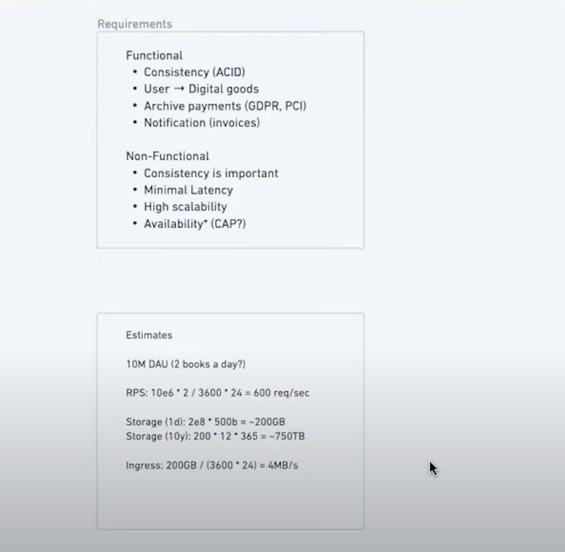 Requirements
Functional
• Consistency (ACID)
• User → Digital goods
• Archive payments (GDPR, PCI)
• Notification (invoices)
Non-Functional
• Consistency is important
• Minimal Latency
• High scalability
• Availability* (CAP?)
Estimates
10M DAU (2 books a day?)
RPS: 10e6 * 2 / 3600 * 24 = 600 req/sec
Storage (1d): 2e8 * 500b = ~200GB
Storage (10y): 200 * 12 * 365 = ~750TB
Ingress: 200GB / (3600 * 24) = 4MB/s